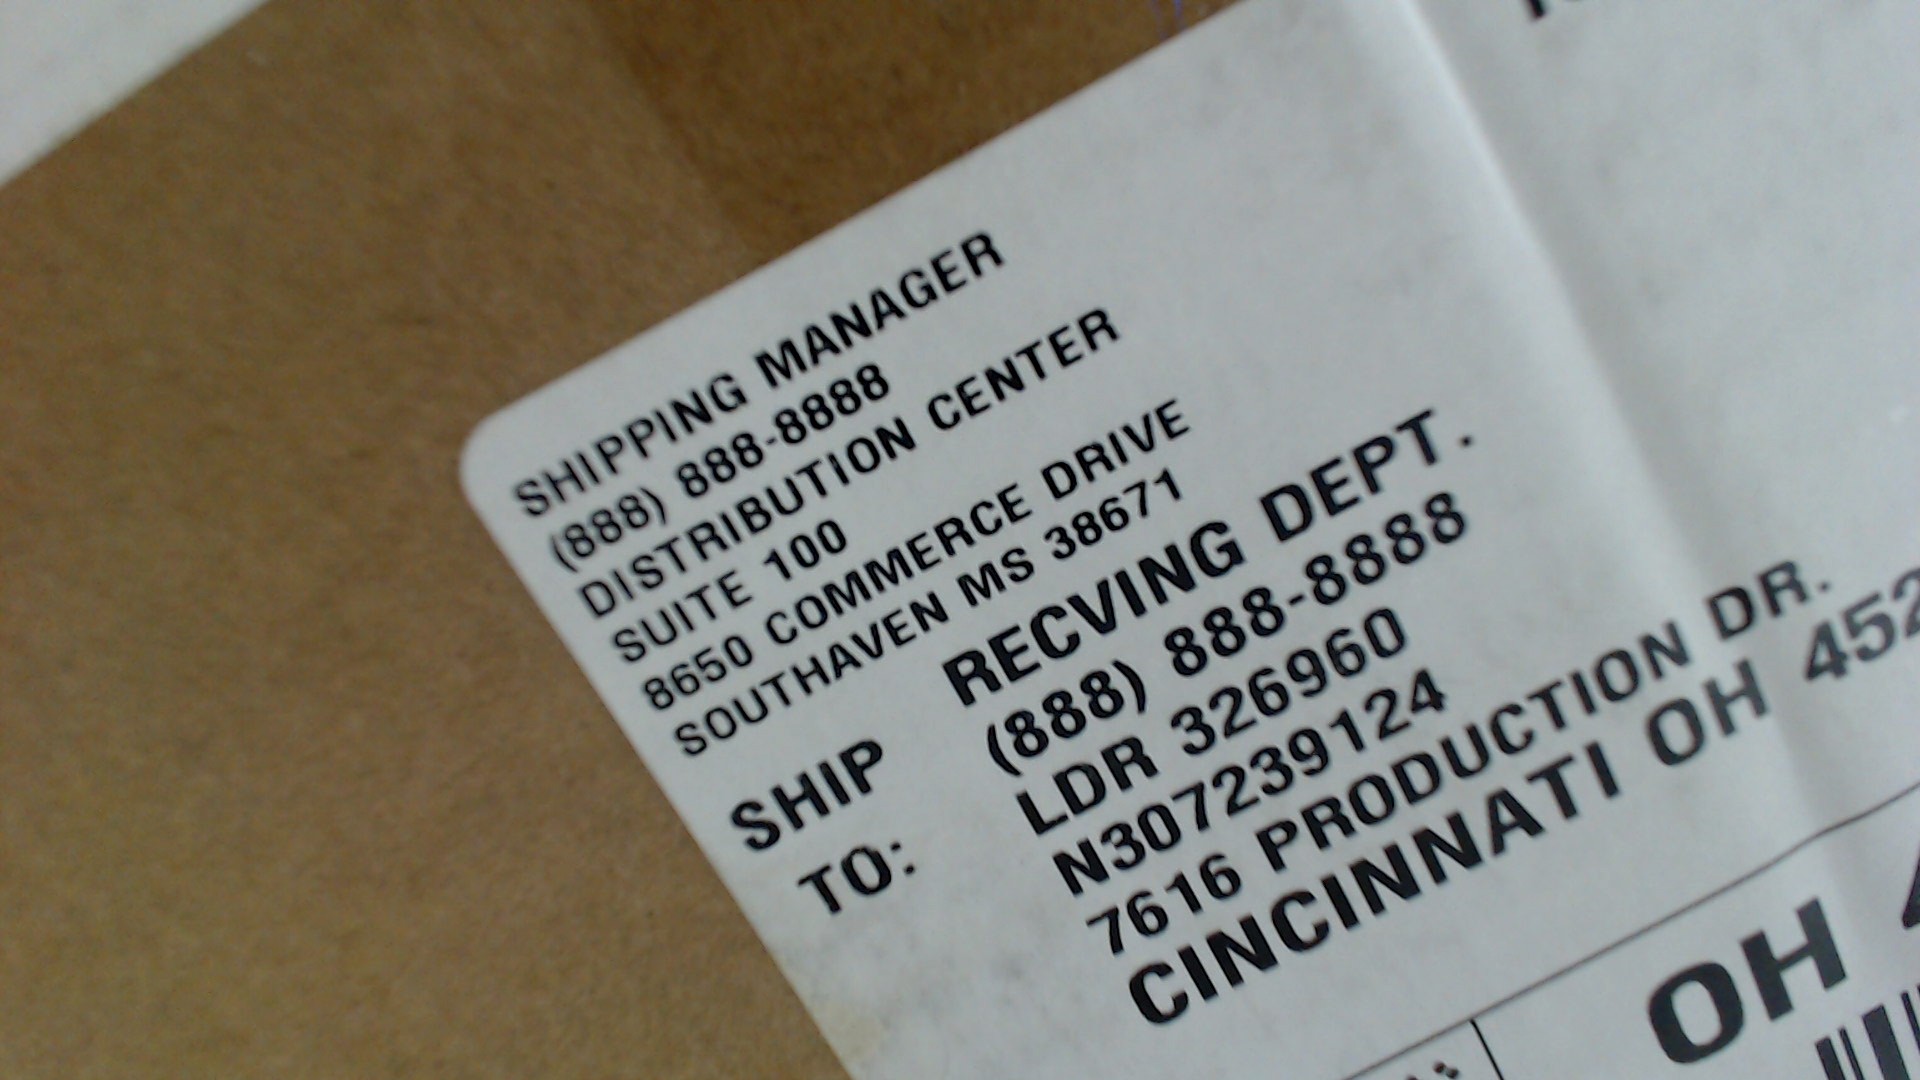 SHIPPING MANAGER
(888) 888-8888
DISTRIBUTION CENTER
SUITE 100
8650 COMMERCE DRIVE
SOUTHAVEN MS 38671
SHIP TO:
RECVING DEPT.
(888) 888-8888
LDR 326960
N307239124
7616 PRODUCTION DR.
CINCINNATI OH 452
OH